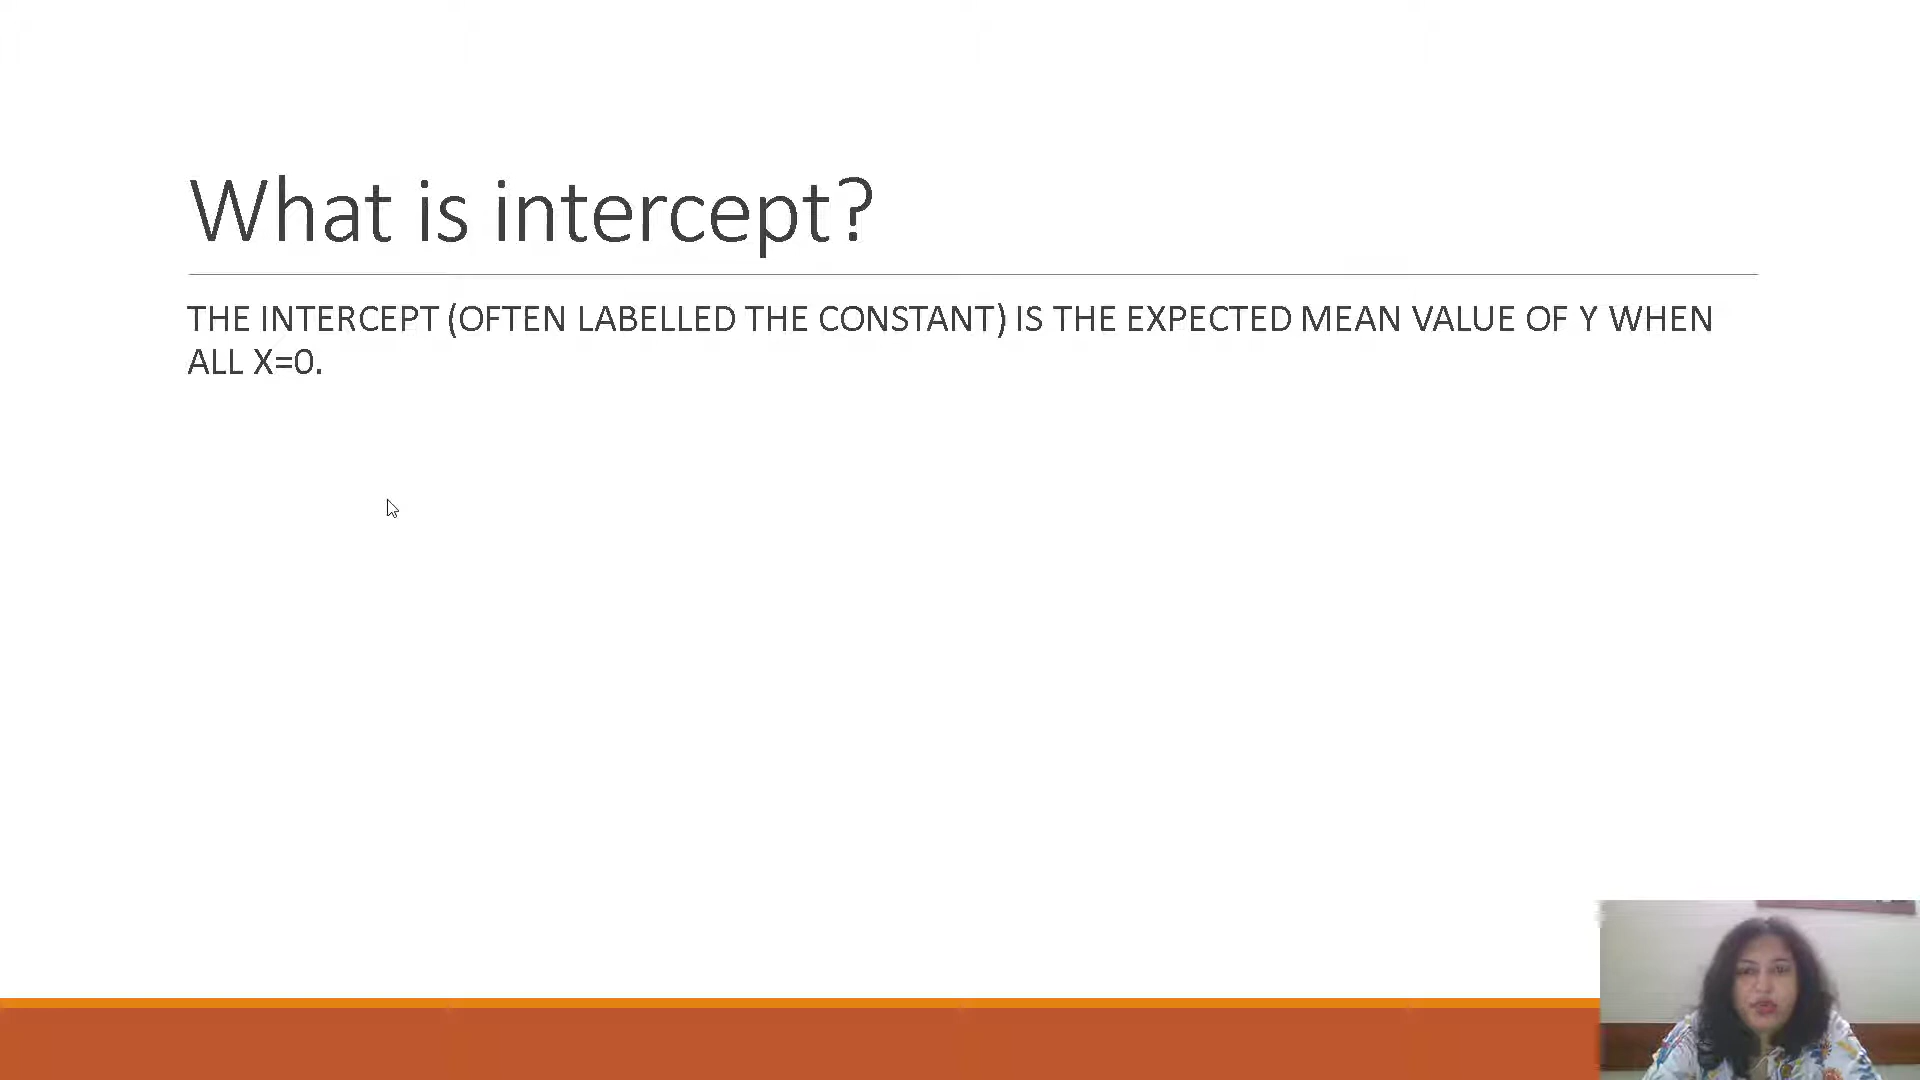 What is intercept?
THE INTERCEPT (OFTEN LABELLED THE CONSTANT) IS THE EXPECTED MEAN VALUE OF Y WHEN
ALL X=0.